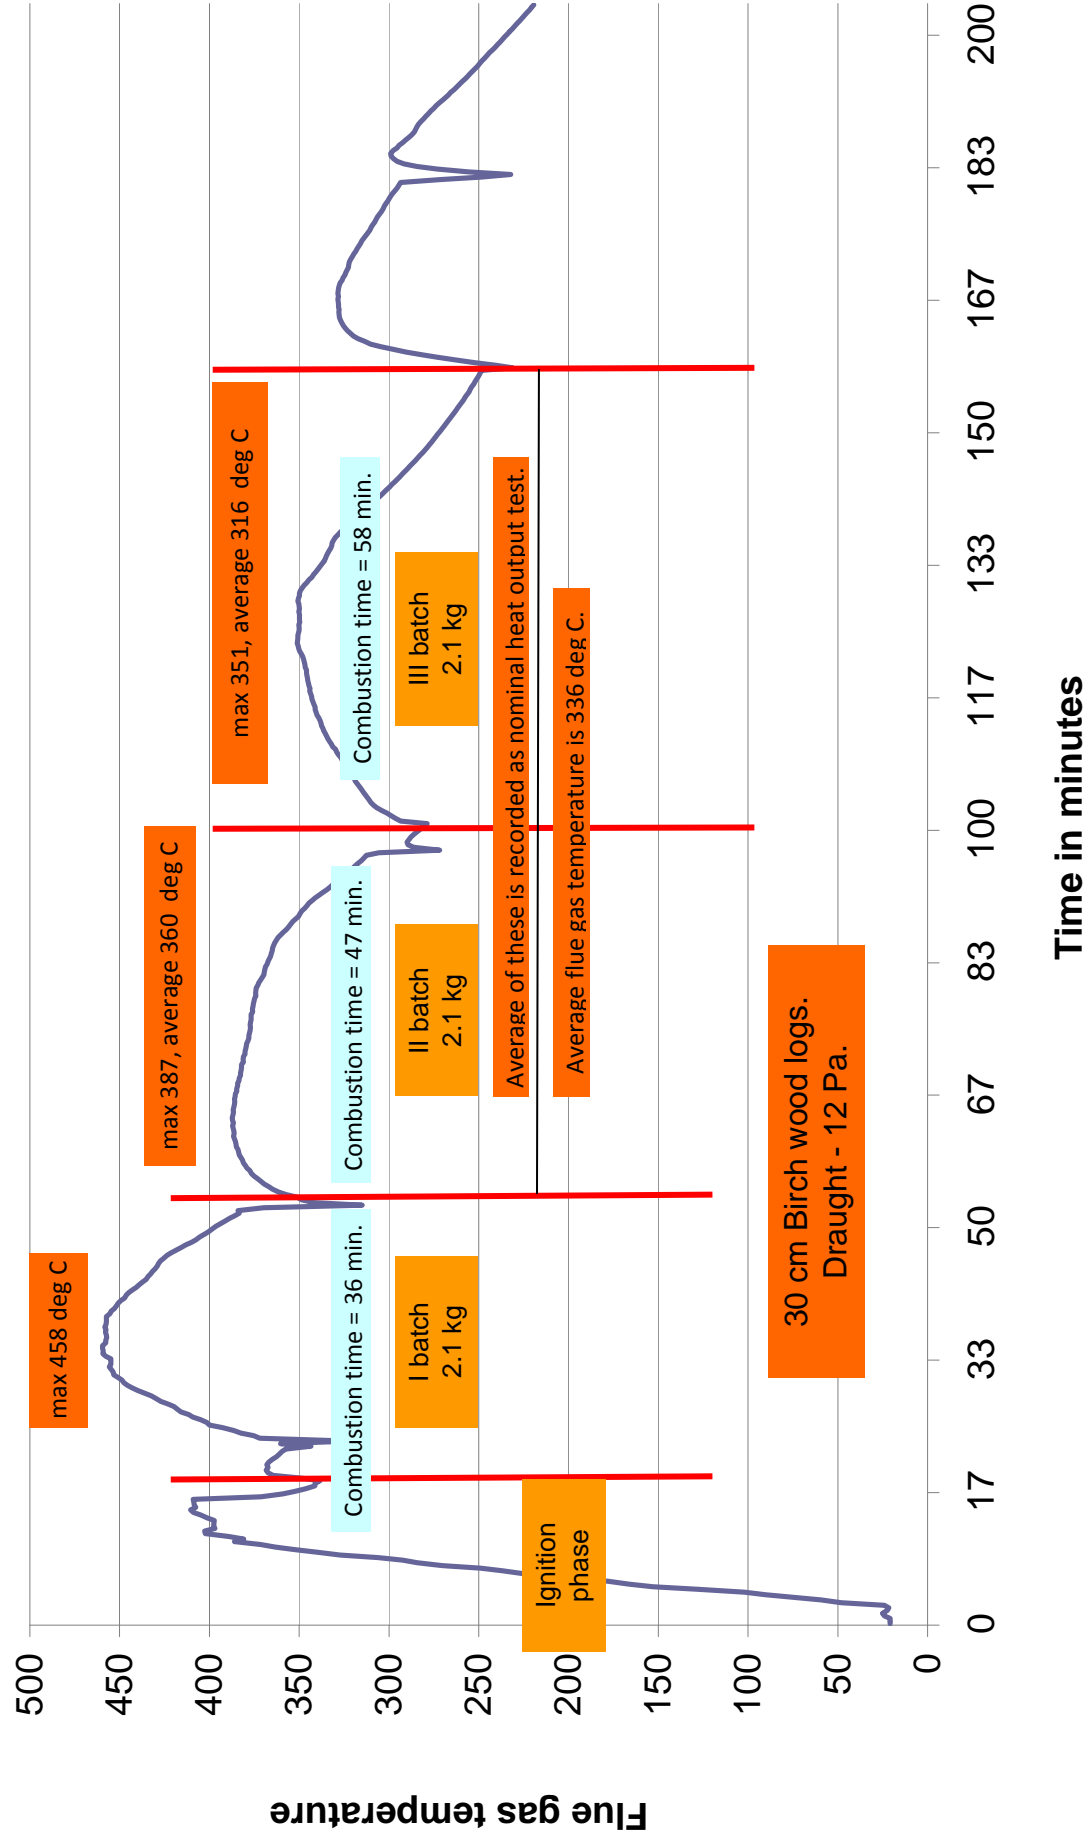 max 458 deg C
max 387, average 360 deg C
max 351, average 316 deg C
Combustion time = 36 min.
Combustion time = 47 min.
Combustion time = 58 min.
I batch
2.1 kg
II batch
2.1 kg
III batch
2.1 kg
Average of these is recorded as nominal heat output test.
Average flue gas temperature is 336 deg C.
Ignition
phase
30 cm Birch wood logs.
Draught - 12 Pa.
Flue gas temperature
500
450
400
350
300
250
200
150
100
50
0
0
17
33
50
67
83
100
117
133
150
167
183
200
Time in minutes